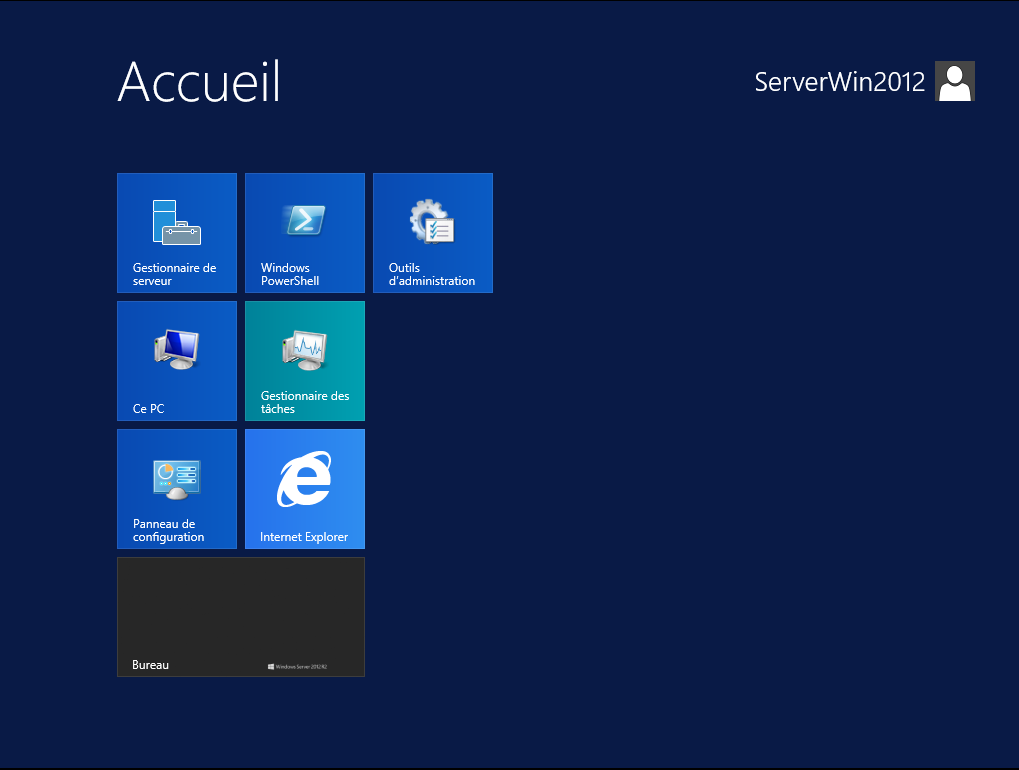 Accueil
ServerWin2012
Gestionnaire de
serveur
Windows
PowerShell
Outils
d'administration
Ce PC
Gestionnaire des
tâches
Panneau de
configuration
Internet Explorer
Bureau
Windows Server 2012 R2